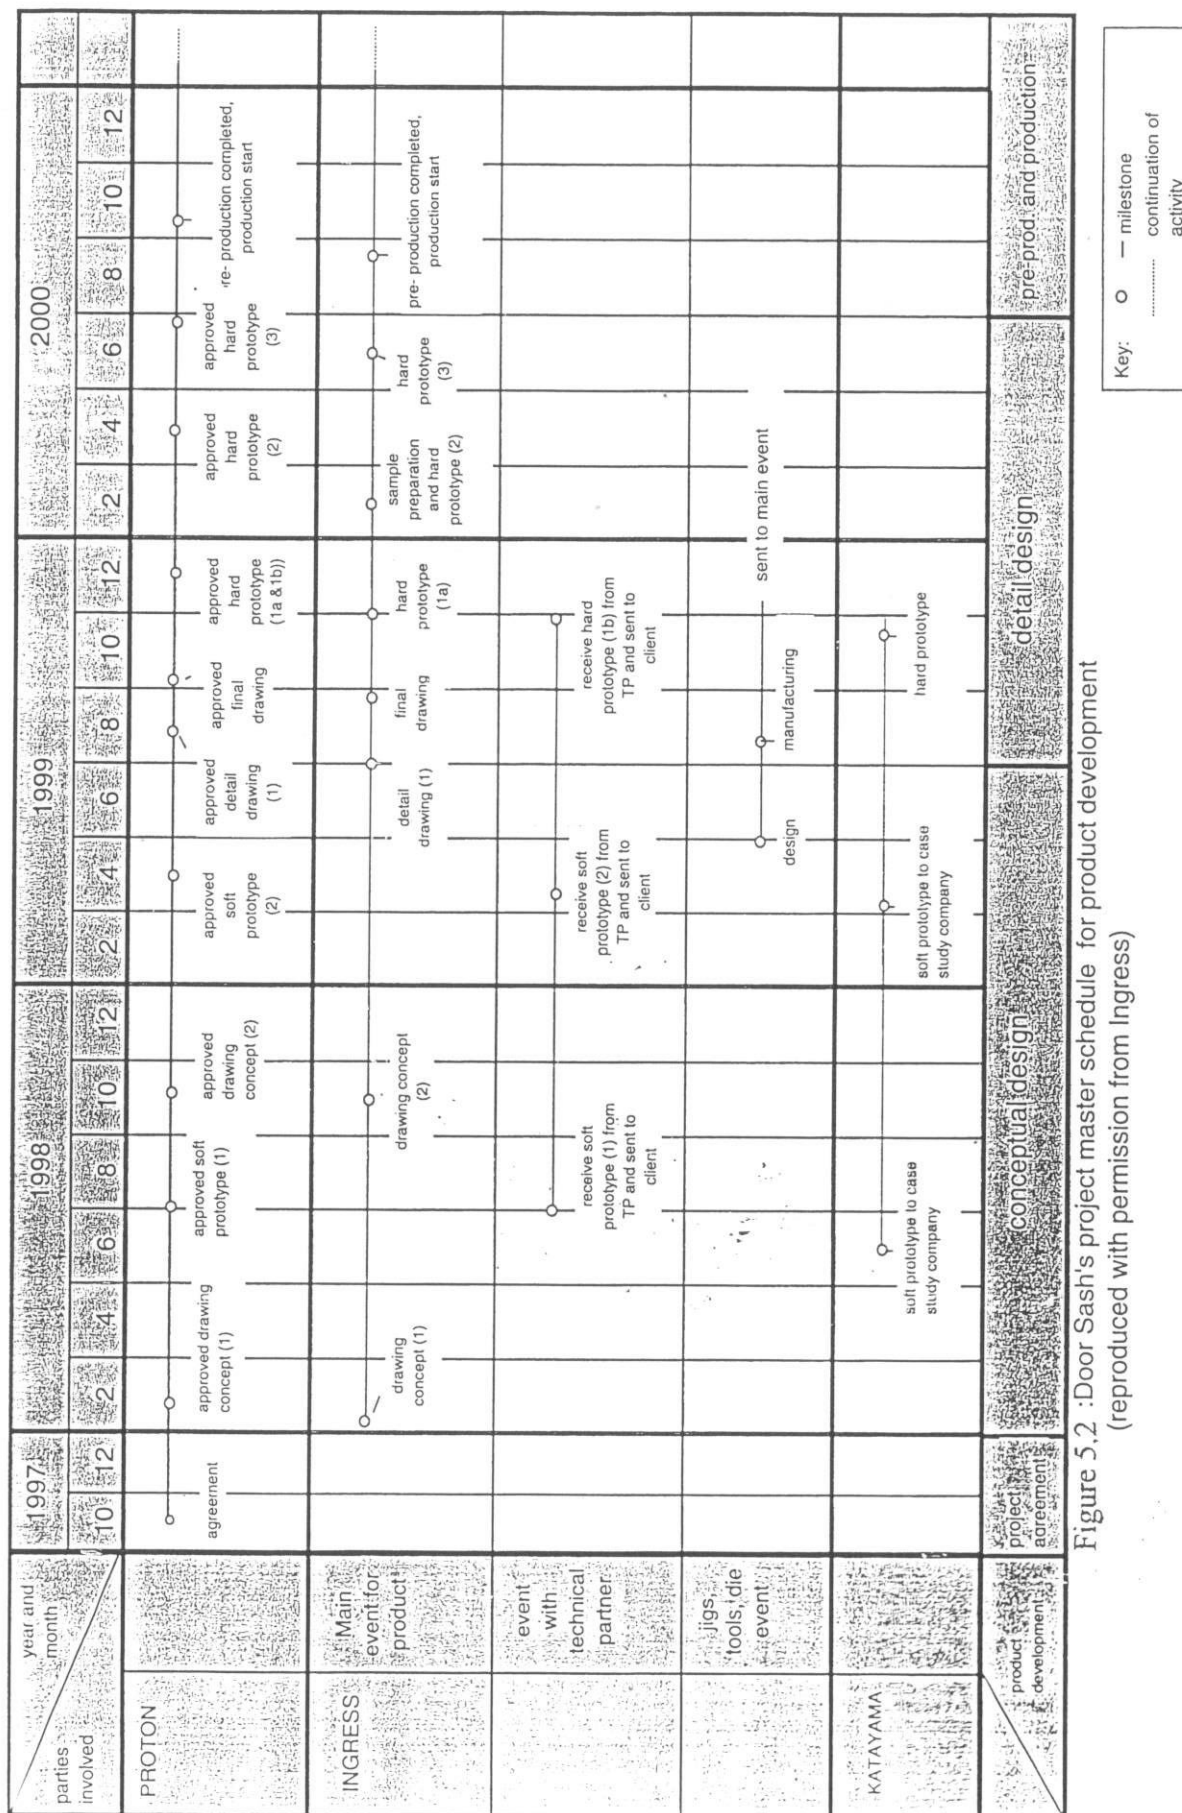 year and
month
parties
involved
1997
1998
1999
2000
10
12
2
4
6
8
10
12
2
4
6
8
10
12
2
4
6
8
10
12
PROTON
agreement
approved drawing
concept (1)
approved soft
prototype (1)
approved
drawing
concept (2)
approved
soft
prototype
(2)
approved
detail
drawing
(1)
approved
final
drawing
approved
hard
prototype
(1a &1b))
approved
hard
prototype
(2)
approved
hard
prototype
(3)
re- production completed,
production start
INGRESS
Main
event for
product
drawing
concept (1)
drawing concept
(2)
detail
drawing (1)
final
drawing
hard
prototype
(1a)
sample
preparation
and hard
prototype (2)
hard
prototype
(3)
pre- production completed,
production start
event
with
technical
partner
receive soft
prototype (1) from
TP and sent to
client
receive soft
prototype (2) from
TP and sent to
client
receive hard
prototype (1b) from
TP and sent to
client
jigs,
tools, die
event
design
manufacturing
sent to main event
KATAYAMA
soft prototype to case
study company
soft prototype to case
study company
hard prototype
product
development
project
agreement
conceptual design
detail design
pre-prod. and production
Figure 5.2 :Door Sash's project master schedule for product development
(reproduced with permission from Ingress)
Key:
— milestone
continuation of
activity